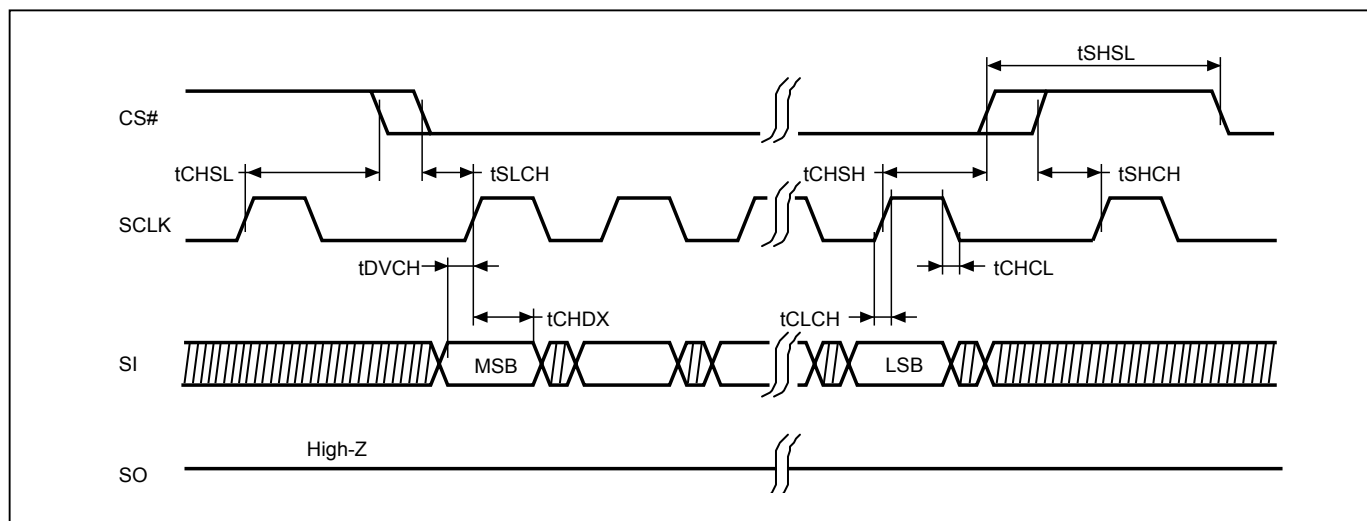 tSHSL
CS#
tCHSL
tSLCH
tCHSH
tSHCH
SCLK
tDVCH
tCHCL
tCHDX
tCLCH
SI
MSB
LSB
High-Z
SO